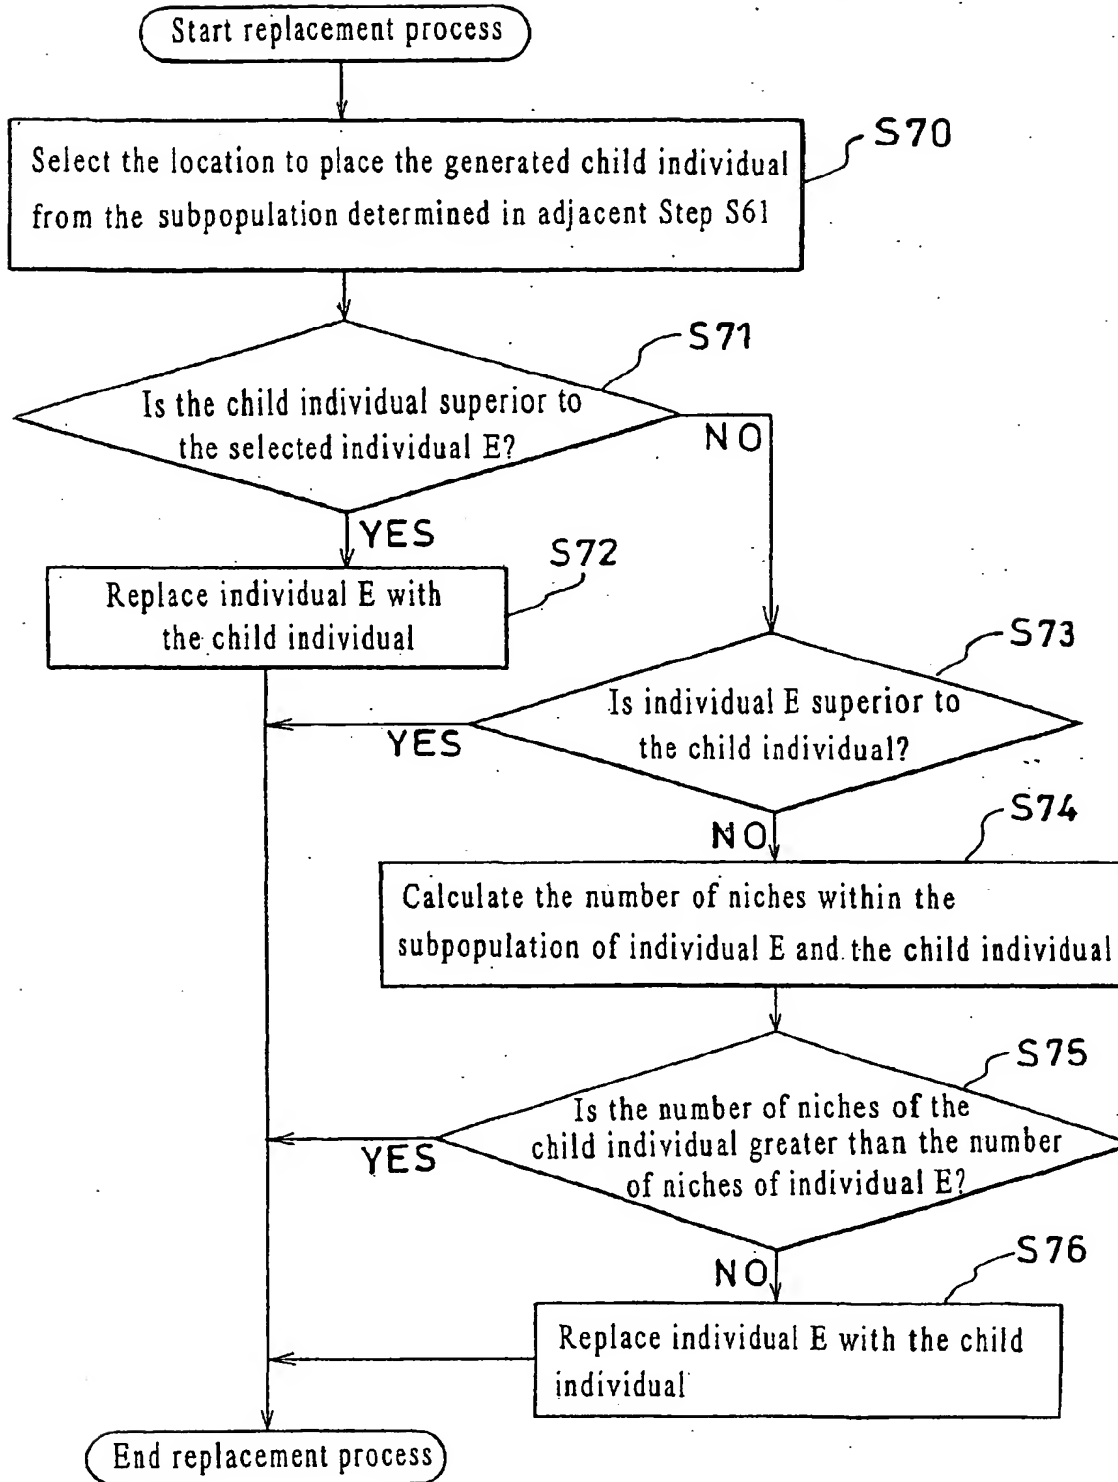 Start replacement process
S70
Select the location to place the generated child individual
from the subpopulation determined in adjacent Step S61
S71
Is the child individual superior to
the selected individual E?
NO
YES
S72
Replace individual E with
the child individual
S73
Is individual E superior to
the child individual?
YES
NO
S74
Calculate the number of niches within the
subpopulation of individual E and the child individual
S75
Is the number of niches of the
child individual greater than the number
of niches of individual E?
YES
NO
S76
Replace individual E with the child
individual
End replacement process